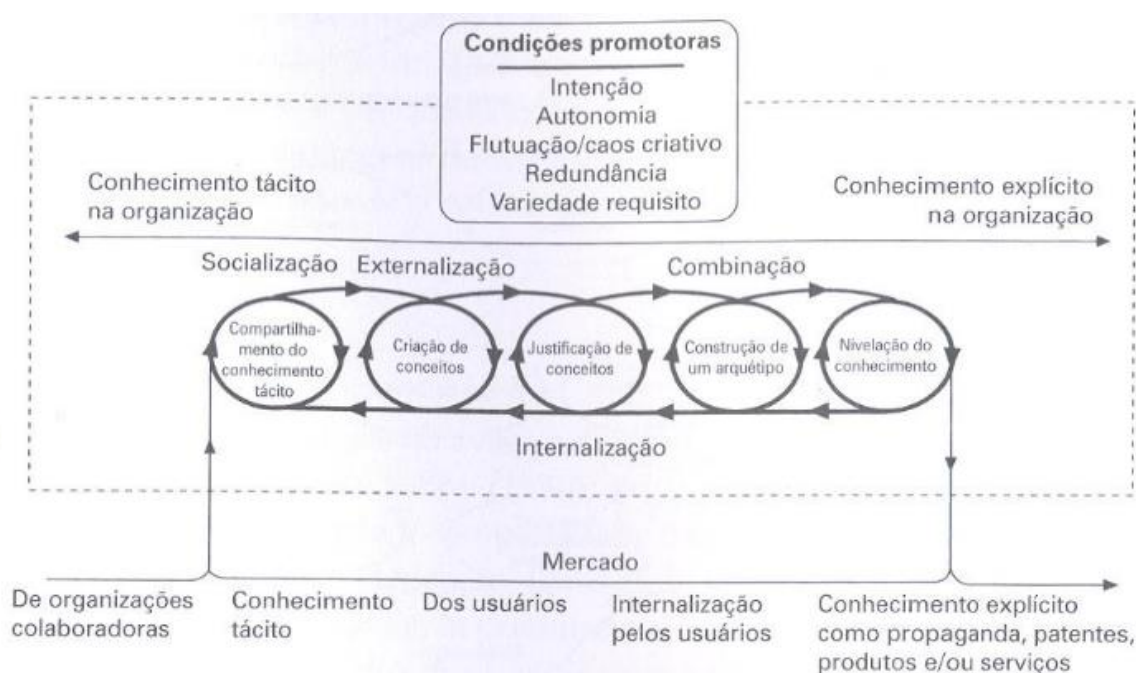 Condições promotoras
Intenção
Autonomia
Flutuação/caos criativo
Redundância
Variedade requisito
Conhecimento tácito
na organização
Conhecimento explícito
na organização
Socialização
Externalização
Combinação
Compartilha-
mento do
conhecimento
tácito
Criação de
conceitos
Justificação de
conceitos
Construção de
um arquétipo
Nivelação do
conhecimento
Internalização
Mercado
De organizações
colaboradoras
Conhecimento
tácito
Dos usuários
Internalização
pelos usuários
Conhecimento explícito
como propaganda, patentes,
produtos e/ou serviços